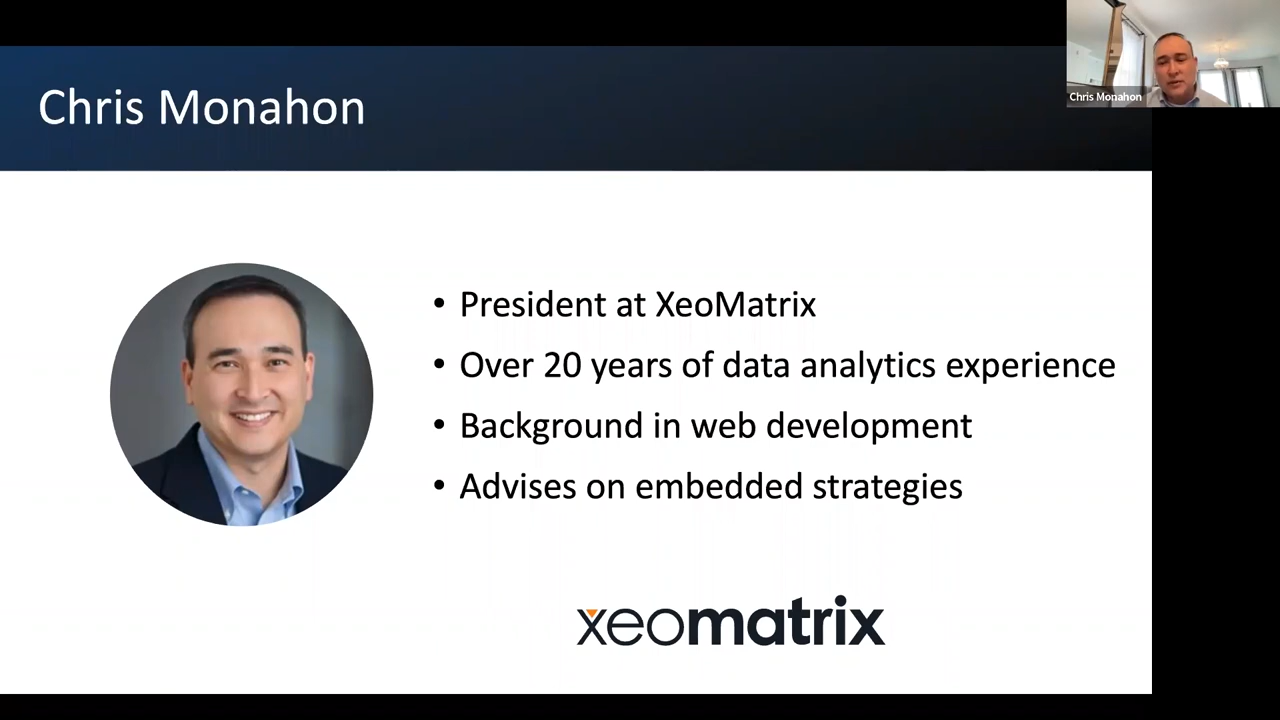 Chris Monahon
Chris Monahon
• President at XeoMatrix
• Over 20 years of data analytics experience
• Background in web development
• Advises on embedded strategies
xeomatrix